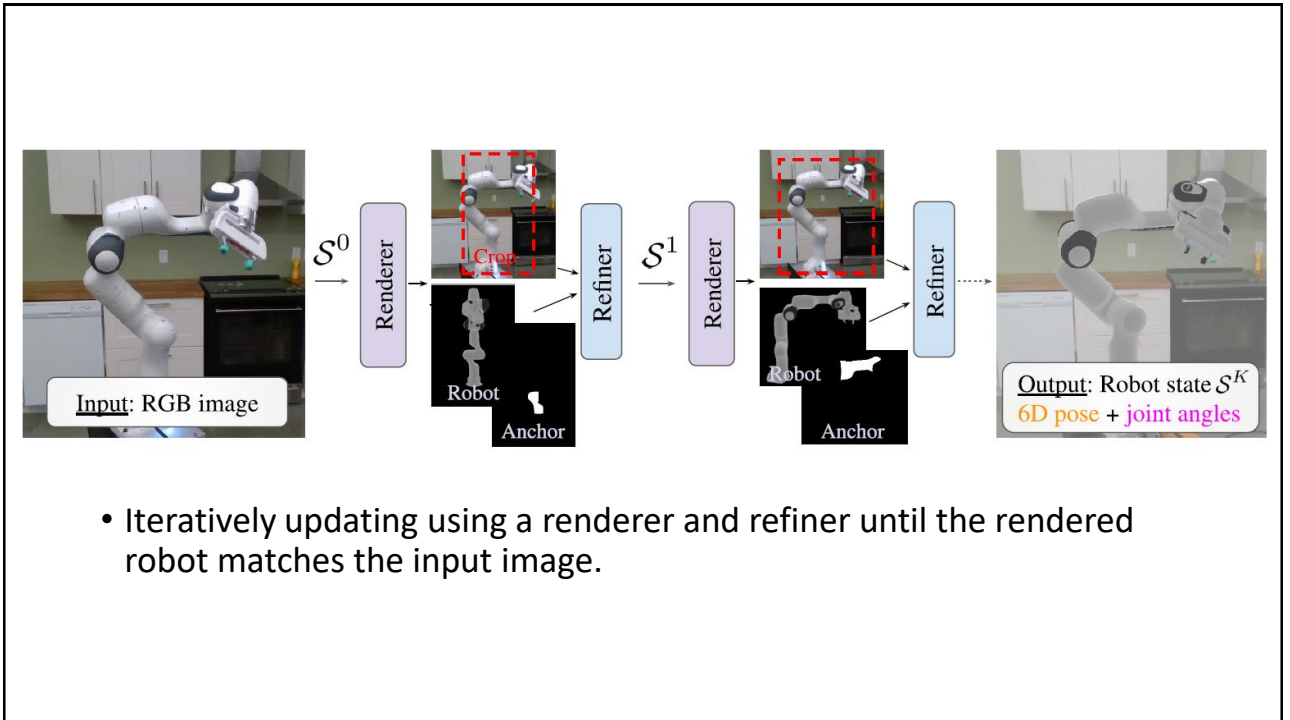 Input: RGB image
𝒮⁰
Renderer
Crop
Robot
Anchor
Refiner
𝒮¹
Renderer
Robot
Anchor
Refiner
Output: Robot state 𝒮ᴷ
6D pose + joint angles
• Iteratively updating using a renderer and refiner until the rendered
robot matches the input image.